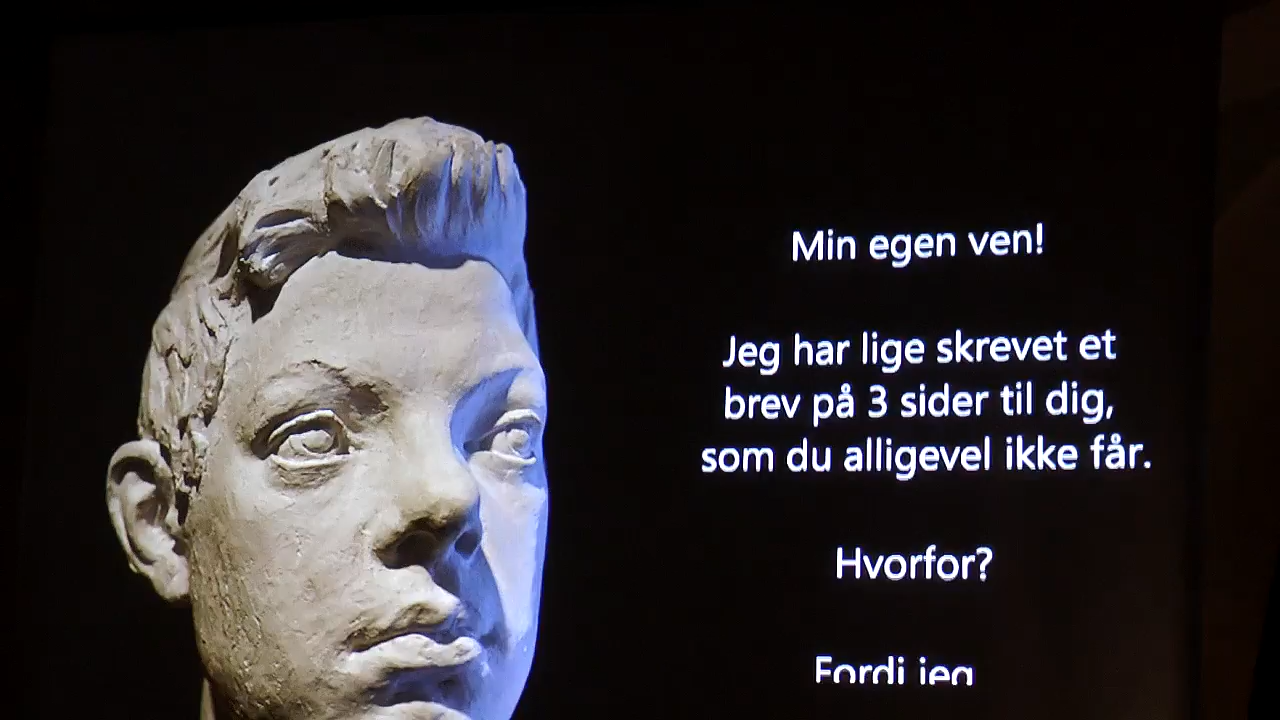 Min egen ven!
Jeg har lige skrevet et
brev på 3 sider til dig,
som du alligevel ikke får.
Hvorfor?
Fordi jeg